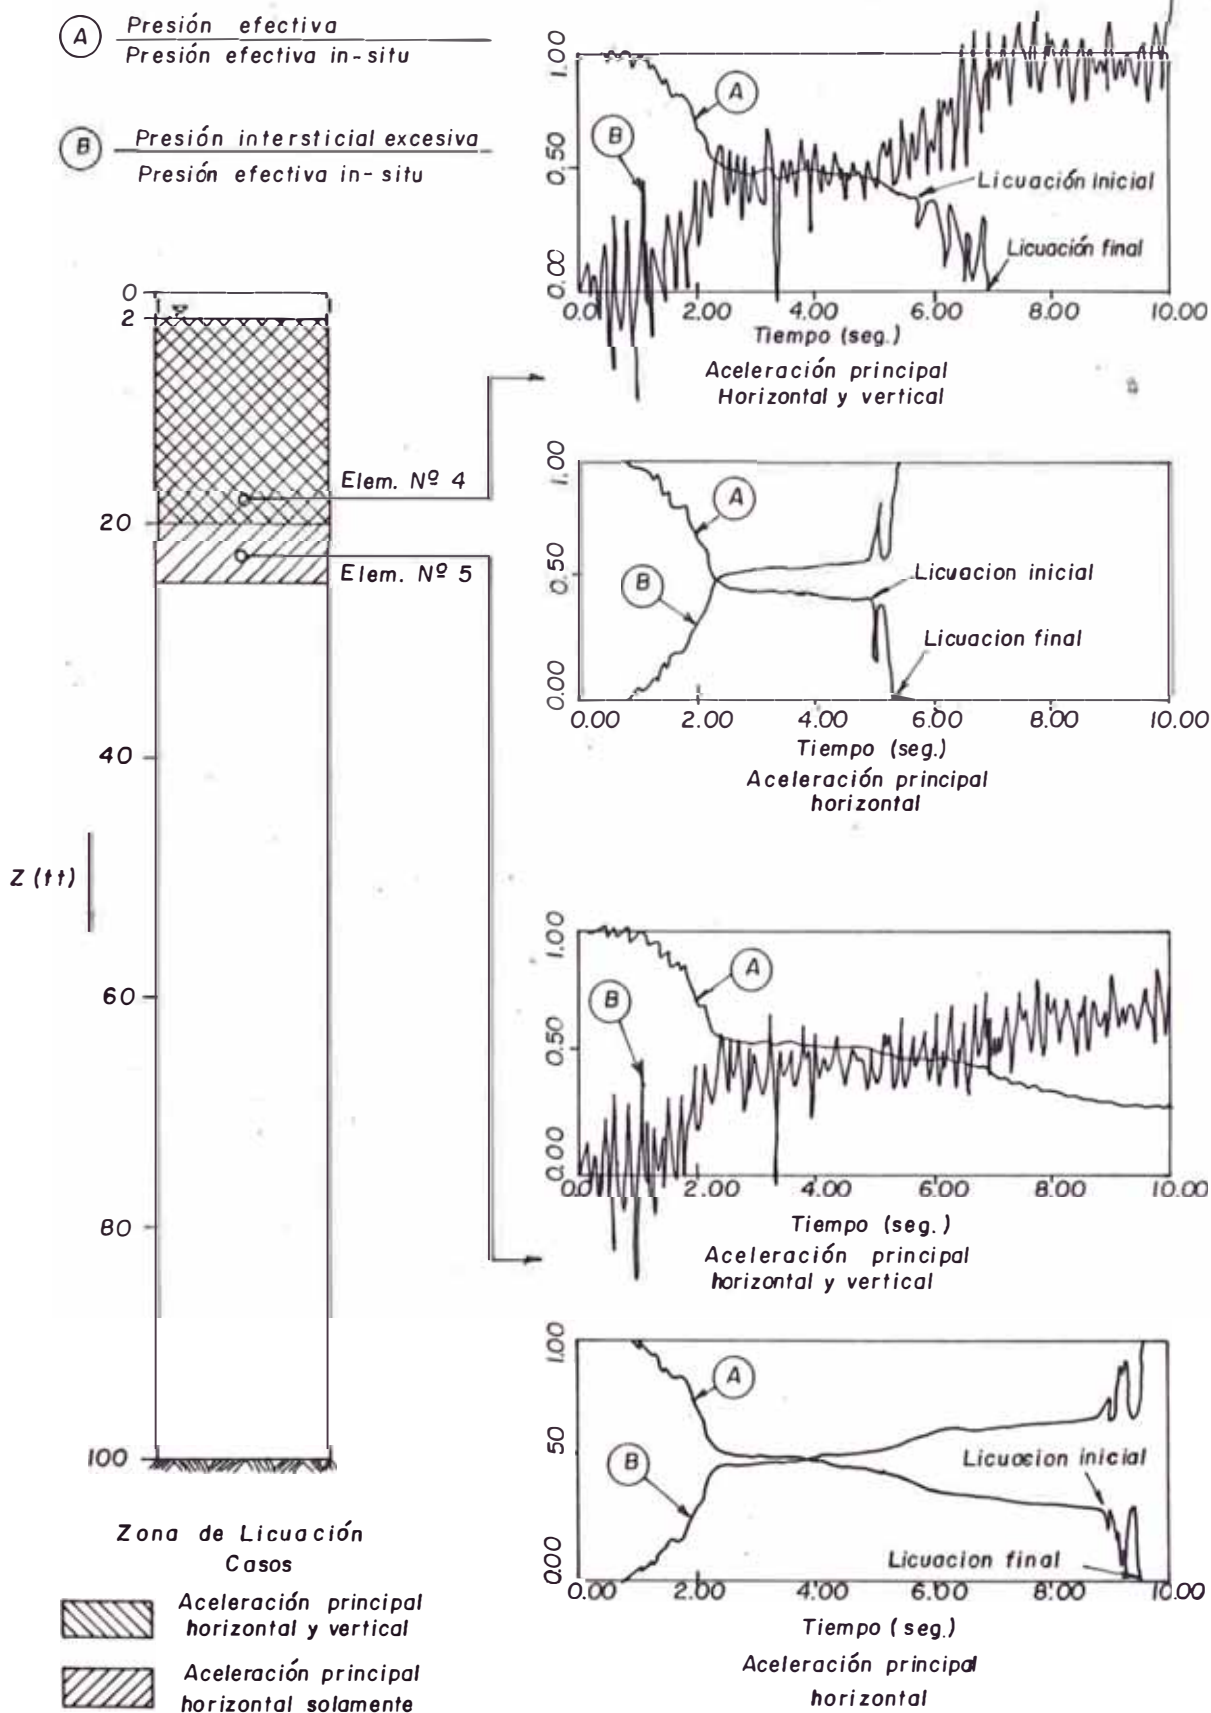 A Presión efectiva
Presión efectiva in-situ
B Presión intersticial excesiva
Presión efectiva in-situ
0
2
20
40
60
80
100
Z (ft)
Elem. Nº 4
Elem. Nº 5
Zona de Licuación
Casos
Aceleración principal
horizontal y vertical
Aceleración principal
horizontal solamente
1.00
0.50
0.00
A
B
Licuación Inicial
Licuación final
0.0 2.00 4.00 6.00 8.00 10.00
Tiempo (seg.)
Aceleración principal
Horizontal y vertical
1.00
0.50
0.00
A
B
Licuacion inicial
Licuacion final
0.00 2.00 4.00 6.00 8.00 10.00
Tiempo (seg.)
Aceleración principal
horizontal
1.00
0.50
0.00
A
B
0.0 2.00 4.00 6.00 8.00 10.00
Tiempo (seg.)
Aceleración principal
horizontal y vertical
1.00
50
0.00
A
B
Licuacion inicial
Licuacion final
0.00 2.00 4.00 6.00 8.00 10.00
Tiempo (seg.)
Aceleración principal
horizontal